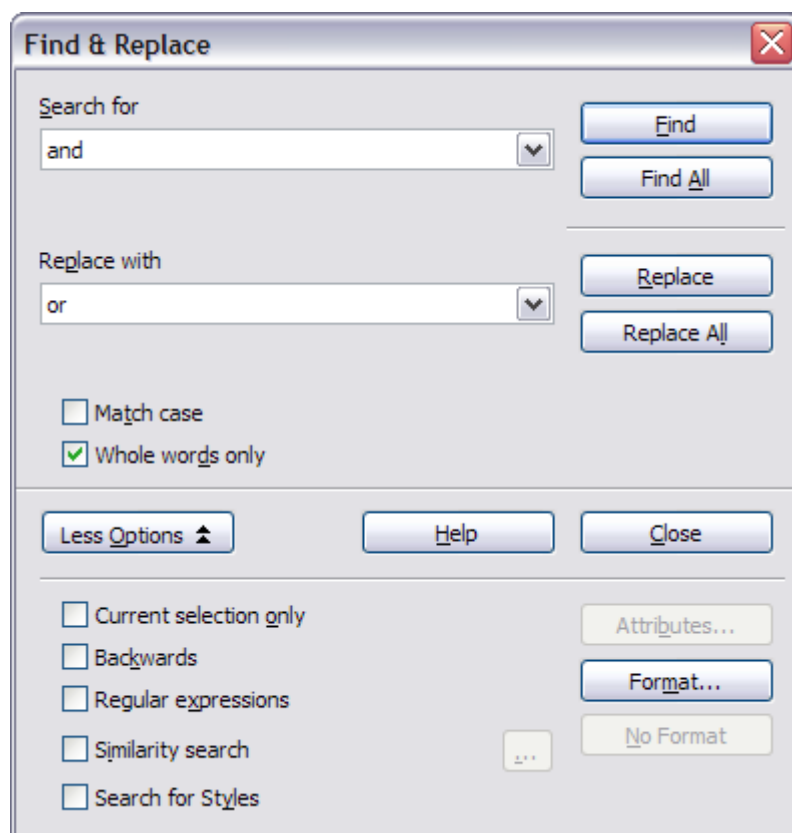 Find & Replace
Search for
and
Find
Find All
Replace with
or
Replace
Replace All
Match case
Whole words only
Less Options
Help
Close
Current selection only
Attributes...
Backwards
Regular expressions
Format...
Similarity search
...
No Format
Search for Styles